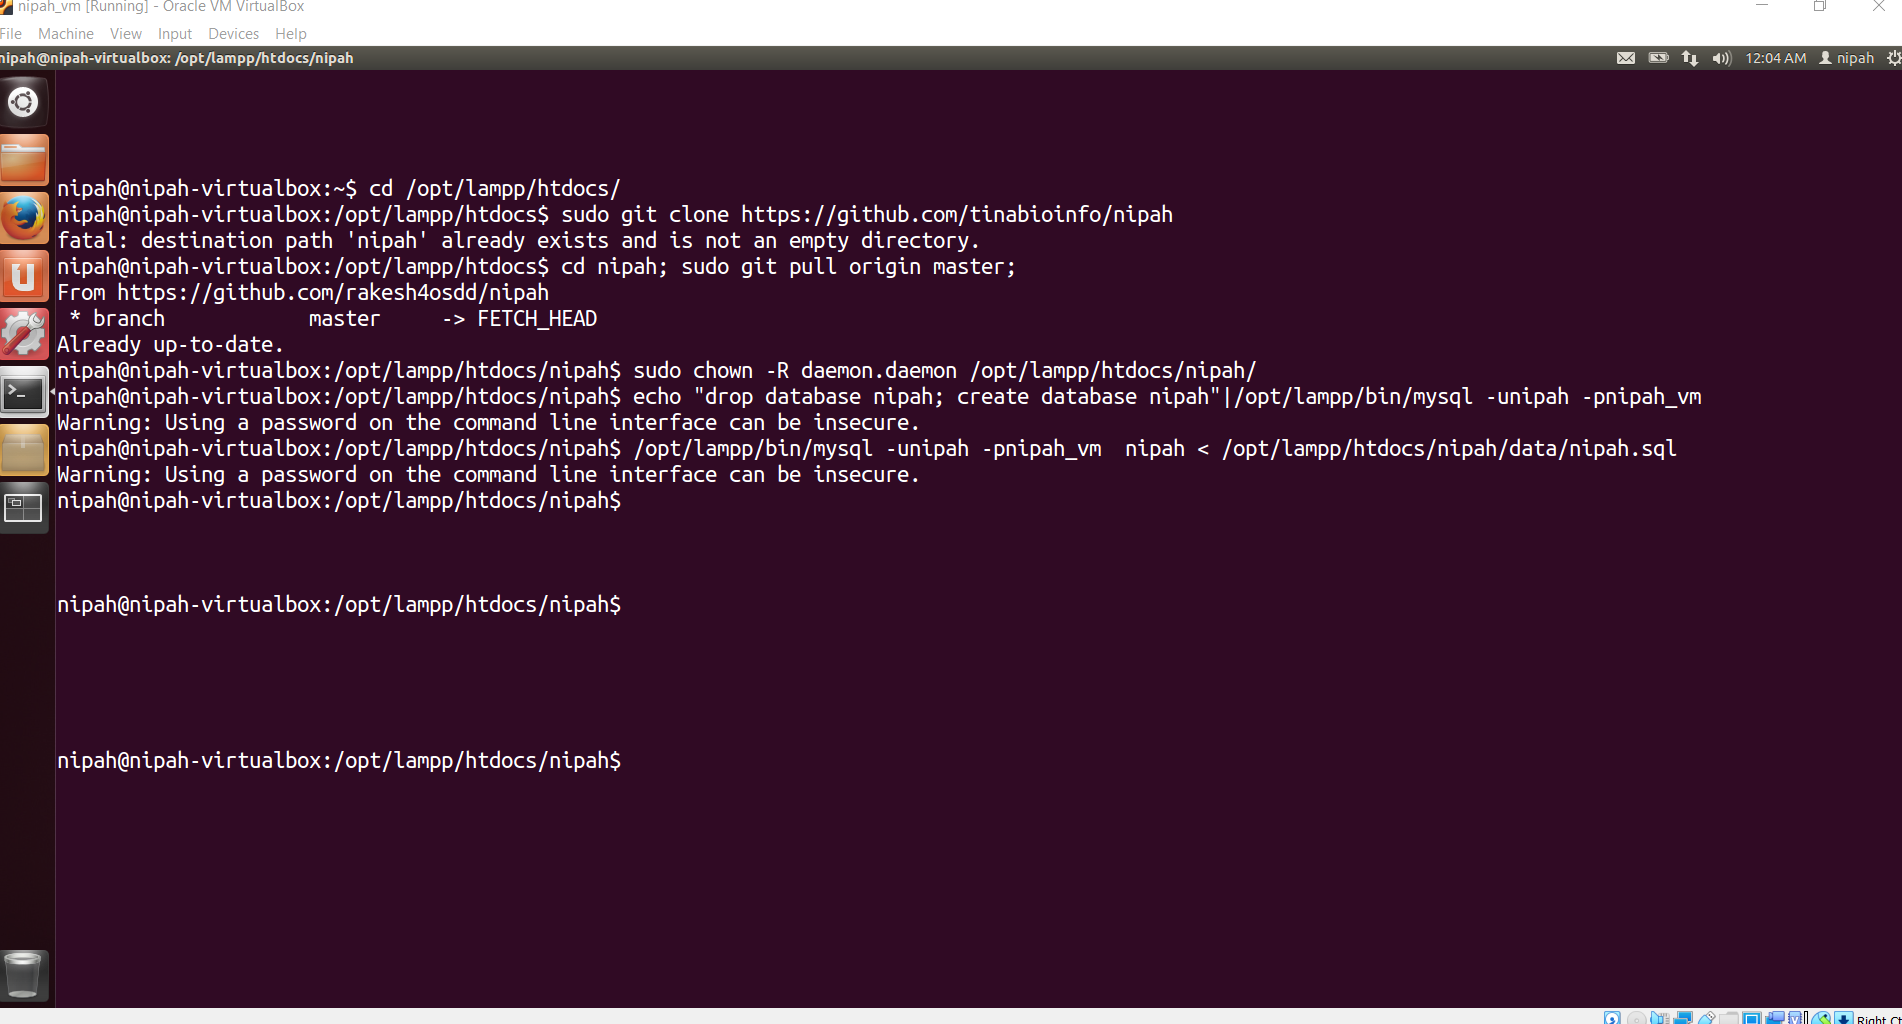 nipah_vm [Running] - Oracle VM VirtualBox
File Machine View Input Devices Help
nipah@nipah-virtualbox: /opt/lampp/htdocs/nipah 12:04 AM nipah
nipah@nipah-virtualbox:~$ cd /opt/lampp/htdocs/
nipah@nipah-virtualbox:/opt/lampp/htdocs$ sudo git clone https://github.com/tinabioinfo/nipah
fatal: destination path 'nipah' already exists and is not an empty directory.
nipah@nipah-virtualbox:/opt/lampp/htdocs$ cd nipah; sudo git pull origin master;
From https://github.com/rakesh4osdd/nipah
 * branch            master     -> FETCH_HEAD
Already up-to-date.
nipah@nipah-virtualbox:/opt/lampp/htdocs/nipah$ sudo chown -R daemon.daemon /opt/lampp/htdocs/nipah/
nipah@nipah-virtualbox:/opt/lampp/htdocs/nipah$ echo "drop database nipah; create database nipah"|/opt/lampp/bin/mysql -unipah -pnipah_vm
Warning: Using a password on the command line interface can be insecure.
nipah@nipah-virtualbox:/opt/lampp/htdocs/nipah$ /opt/lampp/bin/mysql -unipah -pnipah_vm  nipah < /opt/lampp/htdocs/nipah/data/nipah.sql
Warning: Using a password on the command line interface can be insecure.
nipah@nipah-virtualbox:/opt/lampp/htdocs/nipah$
nipah@nipah-virtualbox:/opt/lampp/htdocs/nipah$
nipah@nipah-virtualbox:/opt/lampp/htdocs/nipah$
Right Ct